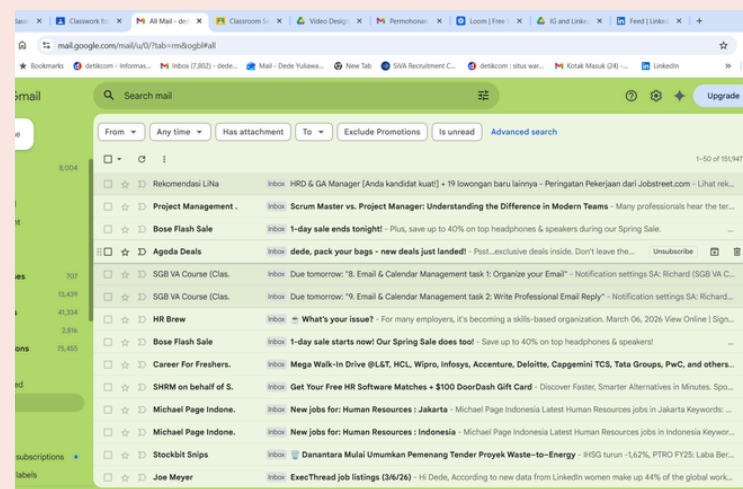 Classwork for
M All Mail - ded
Classroom Se
Video Design
Permohonan
Loom | Free S
IG and Linked
Feed | Linked
mail.google.com/mail/u/0/?tab=rm&ogbl#all
Bookmarks detikcom - Informas... Inbox (7,802) - dede... Mail - Dede Yuliawa... New Tab SiVA Recruitment C... detikcom : situs war... Kotak Masuk (24) -... LinkedIn »
Gmail
Search mail
Upgrade
From Any time Has attachment To Exclude Promotions Is unread Advanced search
1–50 of 151,947
8,004
707
13,439
41,334
2,816
75,455
subscriptions
labels
Rekomendasi LiNa Inbox HRD & GA Manager [Anda kandidat kuat!] + 19 lowongan baru lainnya - Peringatan Pekerjaan dari Jobstreet.com - Lihat rek...
Project Management . Inbox Scrum Master vs. Project Manager: Understanding the Difference in Modern Teams - Many professionals hear the ter...
Bose Flash Sale Inbox 1-day sale ends tonight! - Plus, save up to 40% on top headphones & speakers during our Spring Sale. ...
Agoda Deals Inbox dede, pack your bags - new deals just landed! - Psst...exclusive deals inside. Don't leave the... Unsubscribe
SGB VA Course (Clas. Inbox Due tomorrow: "8. Email & Calendar Management task 1: Organize your Email" - Notification settings SA: Richard (SGB VA C...
SGB VA Course (Clas. Inbox Due tomorrow: "9. Email & Calendar Management task 2: Write Professional Email Reply" - Notification settings SA: Richard...
HR Brew Inbox ☕ What's your issue? - For many employers, it's becoming a skills-based organization. March 06, 2026 View Online | Sign...
Bose Flash Sale Inbox 1-day sale starts now! Our Spring Sale does too! - Save up to 40% on top headphones & speakers! ...
Career For Freshers. Inbox Mega Walk-In Drive @L&T, HCL, Wipro, Infosys, Accenture, Deloitte, Capgemini TCS, Tata Groups, PwC, and others...
SHRM on behalf of S. Inbox Get Your Free HR Software Matches + $100 DoorDash Gift Card - Discover Faster, Smarter Alternatives in Minutes. Spo...
Michael Page Indone. Inbox New jobs for: Human Resources : Jakarta - Michael Page Indonesia Latest Human Resources jobs in Jakarta Keywords: ...
Michael Page Indone. Inbox New jobs for: Human Resources : Indonesia - Michael Page Indonesia Latest Human Resources jobs in Indonesia Keywor...
Stockbit Snips Inbox 🗑 Danantara Mulai Umumkan Pemenang Tender Proyek Waste-to-Energy - IHSG turun -1,62%, PTRO FY25: Laba Ber...
Joe Meyer Inbox ExecThread job listings (3/6/26) - Hi Dede, According to new data from LinkedIn women make up 44% of the global work...